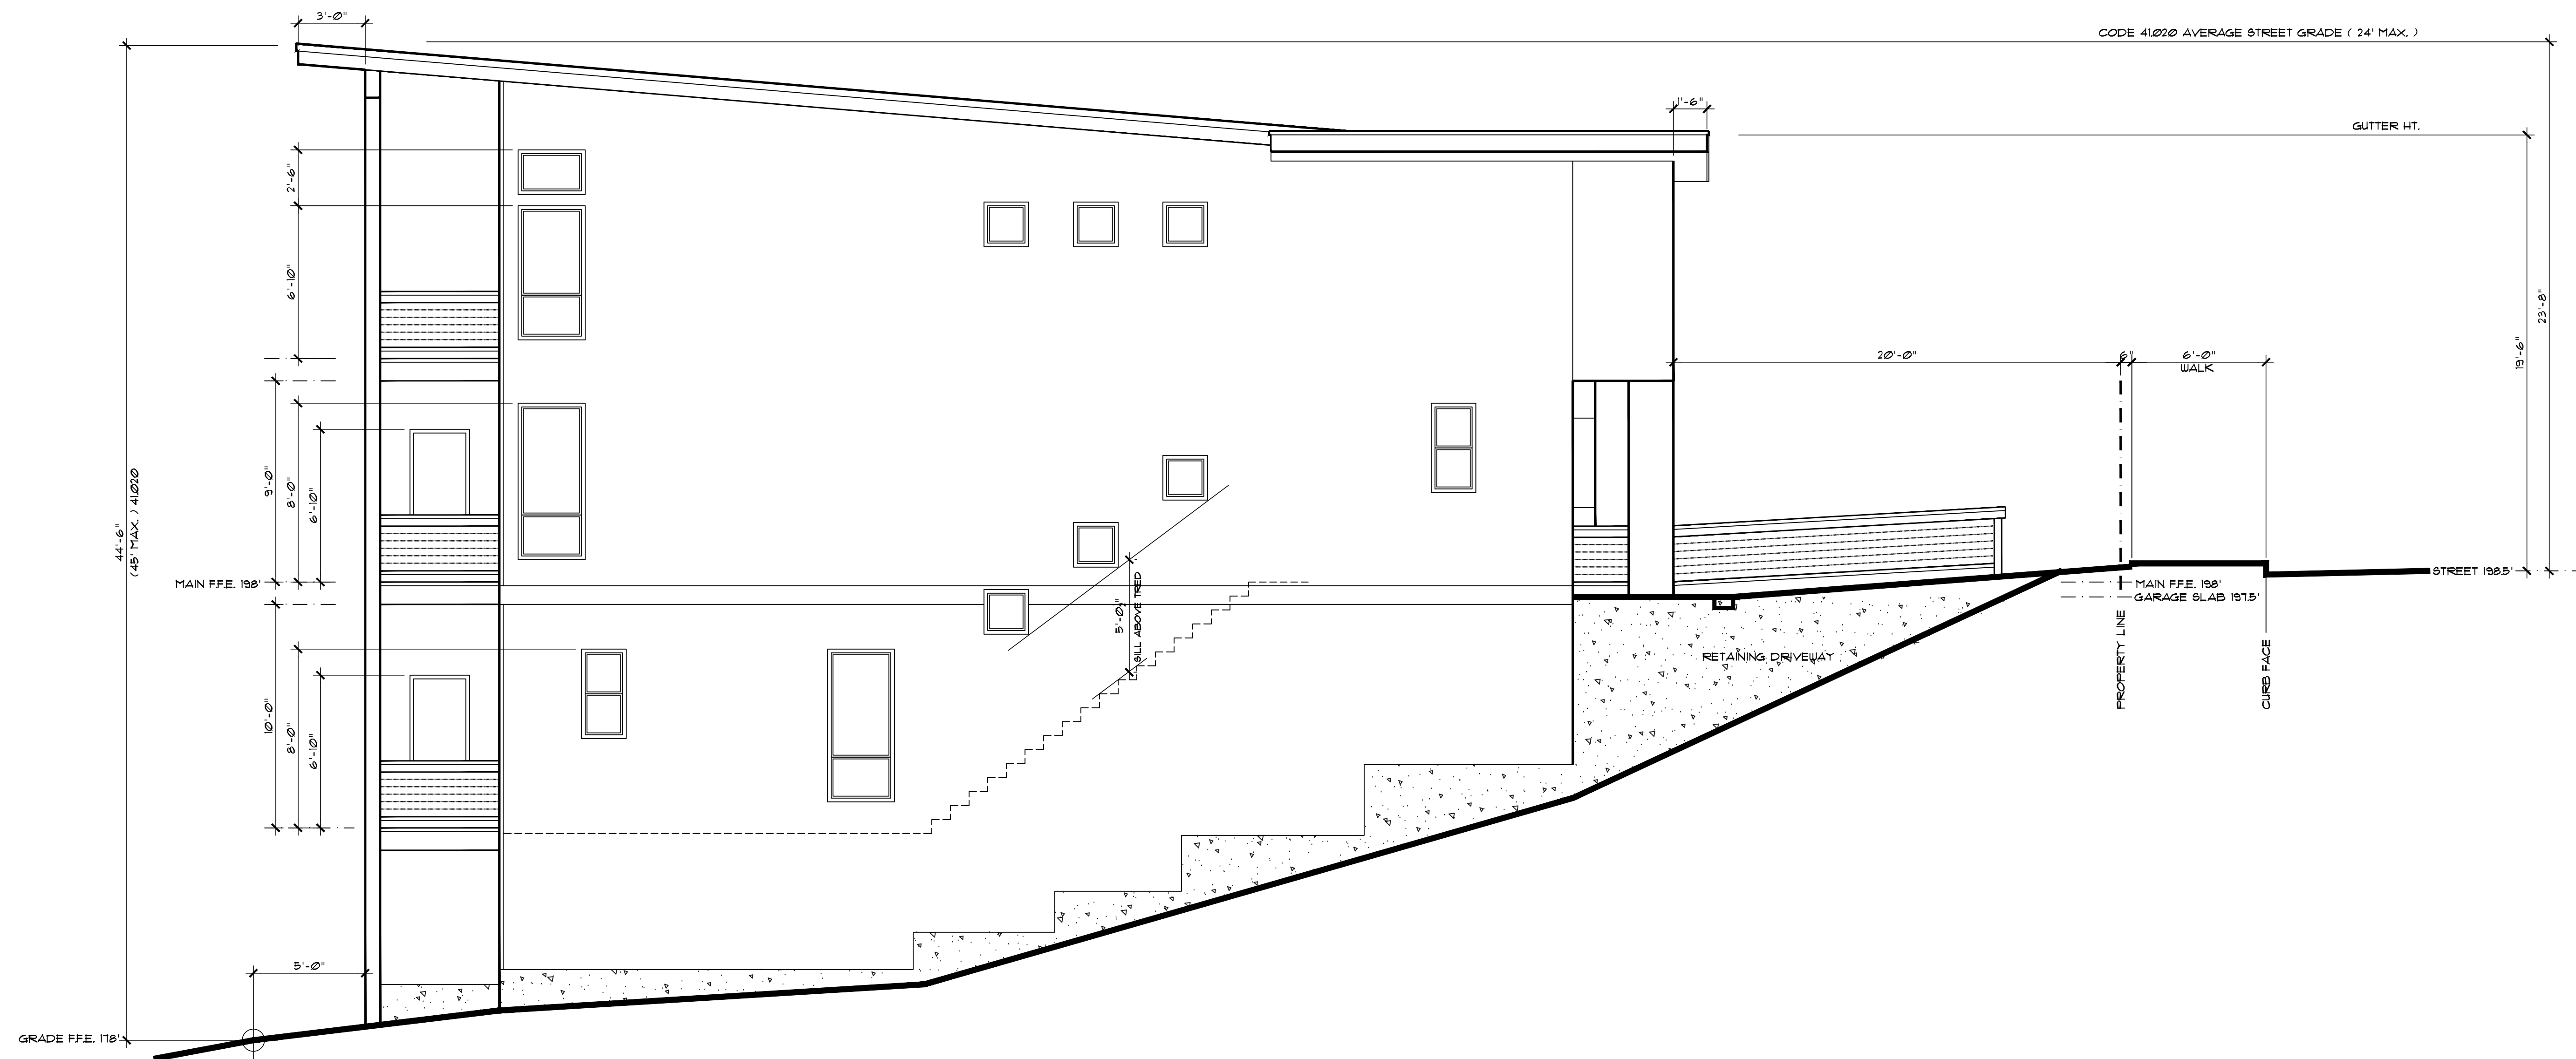 3'-0"
CODE 41.020 AVERAGE STREET GRADE ( 24' MAX. )
1'-6"
GUTTER HT.
2'-6"
6'-10"
23'-8"
19'-6"
20'-0"
6"
6'-0"
WALK
9'-0"
8'-0"
6'-10"
44'-6"
(45' MAX. ) 41.020
MAIN F.F.E. 198'
STREET 198.5'
MAIN F.F.E. 198'
GARAGE SLAB 197.5'
5'-0½"
SILL ABOVE TRED
RETAINING DRIVEWAY
PROPERTY LINE
CURB FACE
10'-0"
8'-0"
6'-10"
5'-0"
GRADE F.F.E. 178'